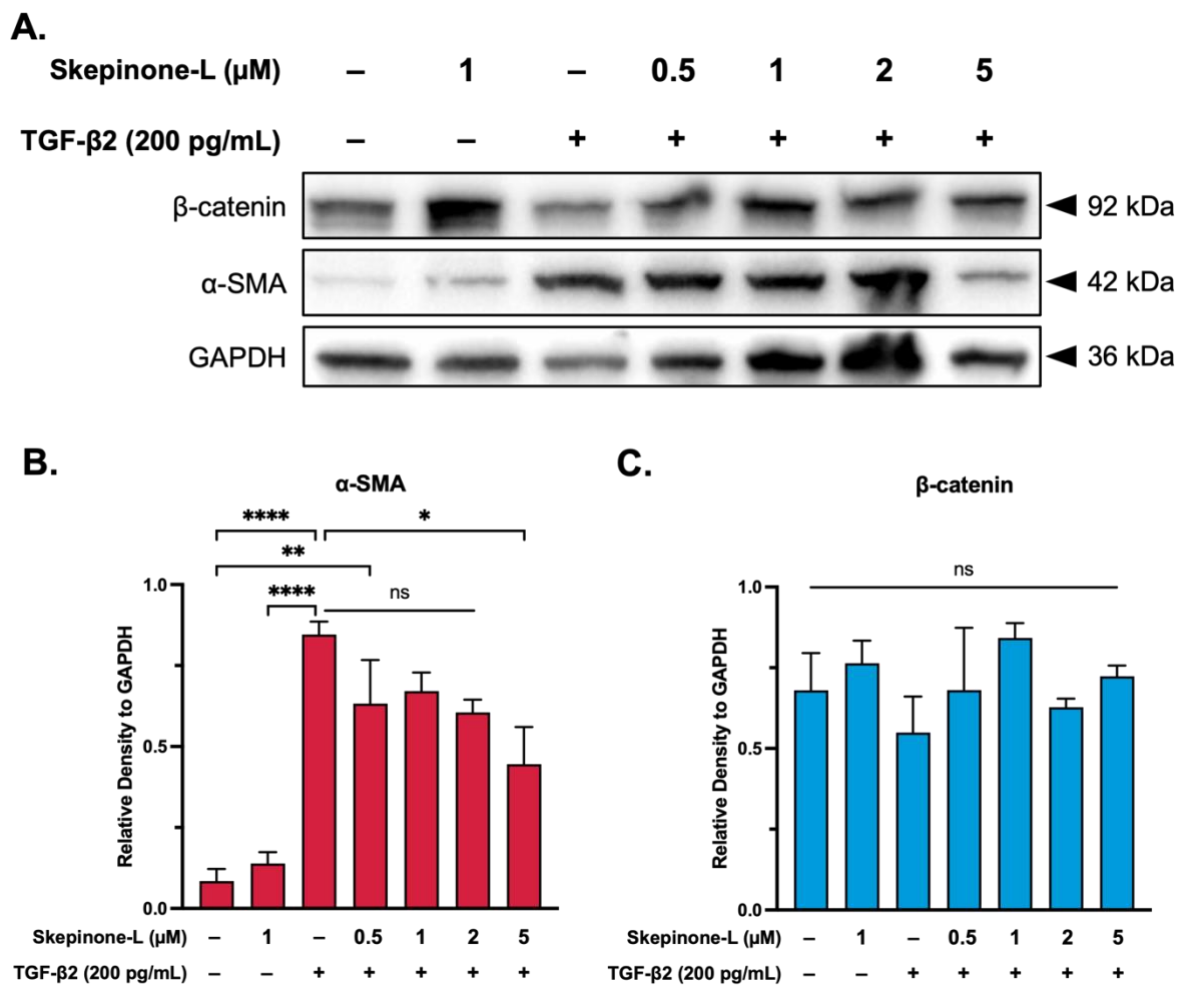 A.
Skepinone-L (µM) – 1 – 0.5 1 2 5
TGF-β2 (200 pg/mL) – – + + + + +
β-catenin 92 kDa
α-SMA 42 kDa
GAPDH 36 kDa
B.
α-SMA
**** *
**
**** ns
1.0
0.5
0.0
Relative Density to GAPDH
Skepinone-L (µM) – 1 – 0.5 1 2 5
TGF-β2 (200 pg/mL) – – + + + + +
C.
β-catenin
ns
1.0
0.5
0.0
Relative Density to GAPDH
Skepinone-L (µM) – 1 – 0.5 1 2 5
TGF-β2 (200 pg/mL) – – + + + + +